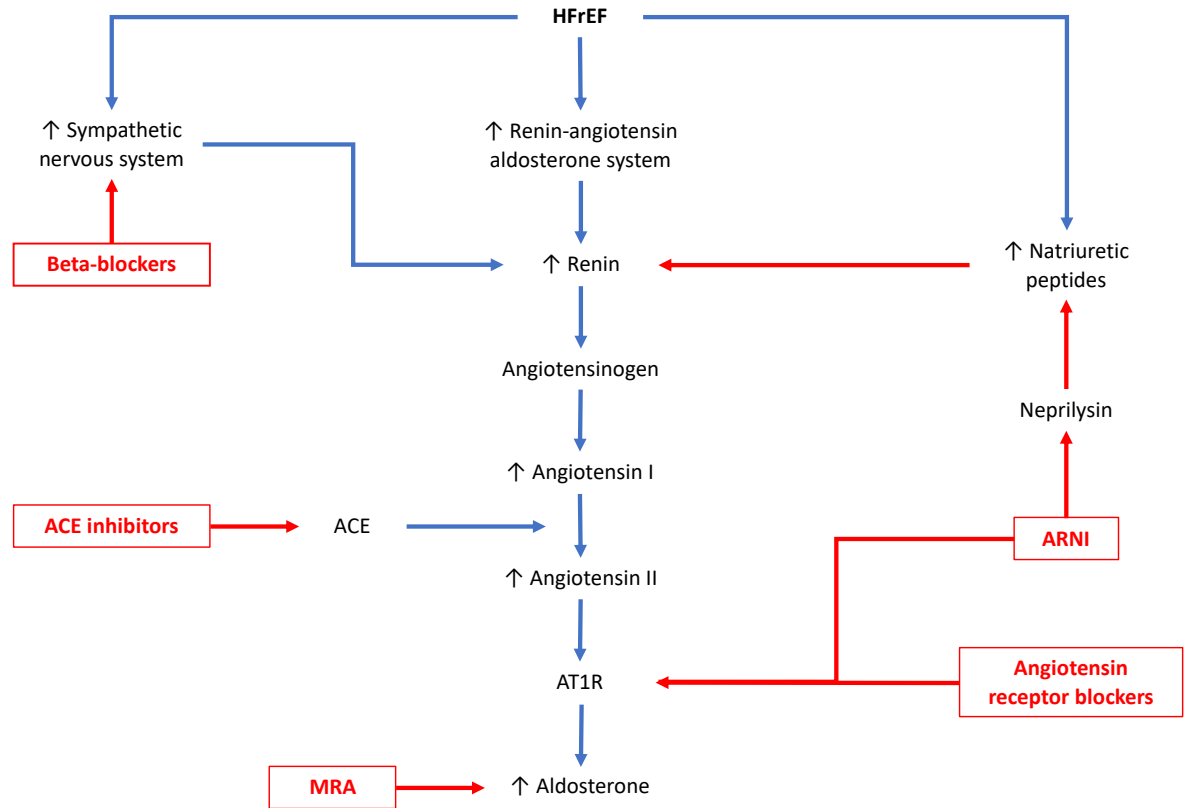 HFrEF
↑ Sympathetic
nervous system
↑ Renin-angiotensin
aldosterone system
Beta-blockers
↑ Renin
↑ Natriuretic
peptides
Angiotensinogen
Neprilysin
↑ Angiotensin I
ACE inhibitors
ACE
ARNI
↑ Angiotensin II
AT1R
Angiotensin
receptor blockers
MRA
↑ Aldosterone